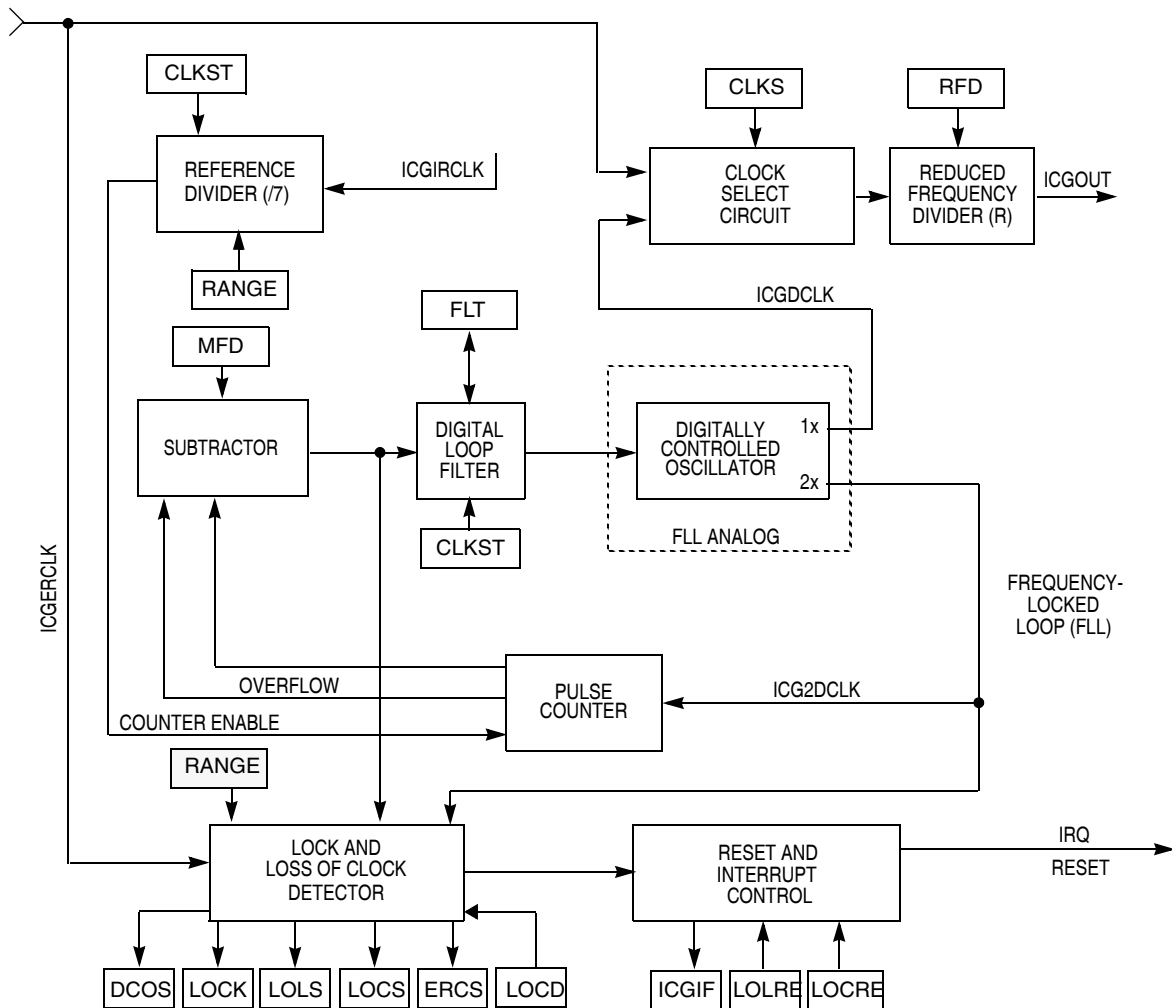 CLKST
CLKS
RFD
REFERENCE
DIVIDER (/7)
ICGIRCLK
CLOCK
SELECT
CIRCUIT
REDUCED
FREQUENCY
DIVIDER (R)
ICGOUT
RANGE
MFD
FLT
ICGDCLK
SUBTRACTOR
DIGITAL
LOOP
FILTER
DIGITALLY
CONTROLLED
OSCILLATOR
1x
2x
CLKST
FLL ANALOG
ICGERCLK
FREQUENCY-
LOCKED
LOOP (FLL)
OVERFLOW
COUNTER ENABLE
PULSE
COUNTER
ICG2DCLK
RANGE
LOCK AND
LOSS OF CLOCK
DETECTOR
RESET AND
INTERRUPT
CONTROL
IRQ
RESET
DCOS
LOCK
LOLS
LOCS
ERCS
LOCD
ICGIF
LOLRE
LOCRE